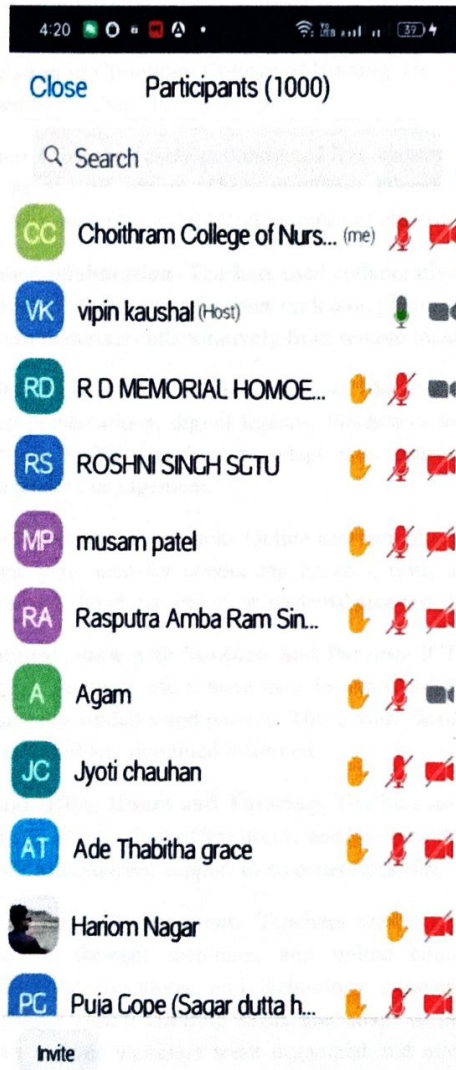 4:20 39
Close Participants (1000)
Search
CC Choithram College of Nurs... (me)
VK vipin kaushal (Host)
RD R D MEMORIAL HOMOE...
RS ROSHNI SINGH SGTU
MP musam patel
RA Rasputra Amba Ram Sin...
A Agam
JC Jyoti chauhan
AT Ade Thabitha grace
Hariom Nagar
PG Puja Gope (Sagar dutta h...
Invite